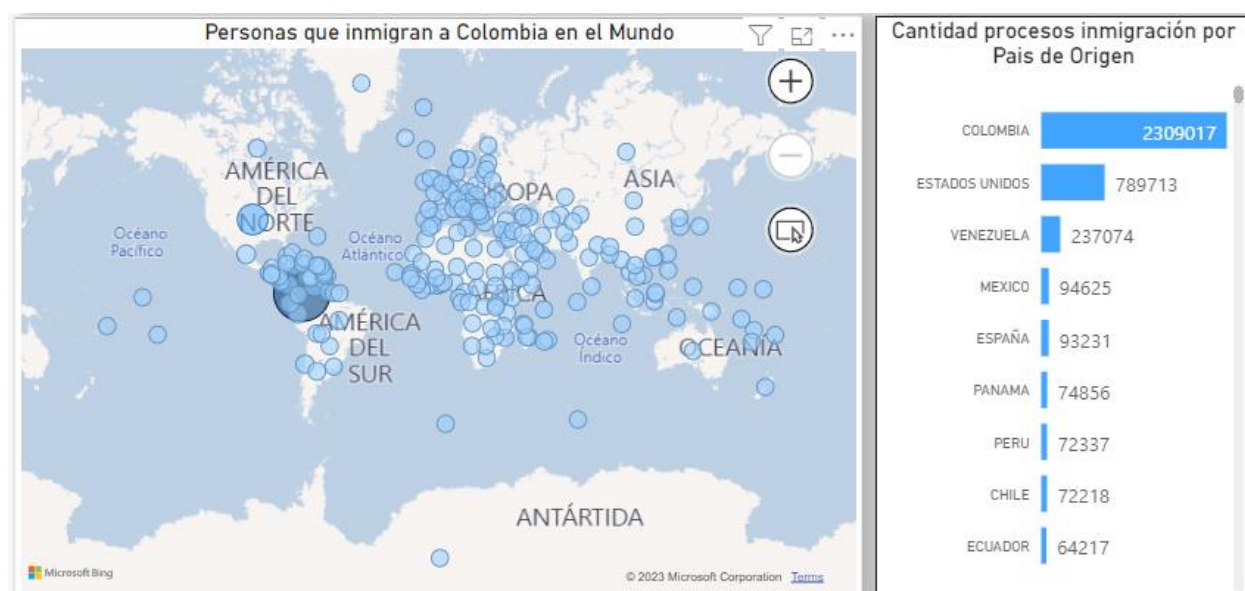 Personas que inmigran a Colombia en el Mundo
AMÉRICA
DEL
NORTE
ASIA
Océano
Pacífico
Océano
Atlántico
AMÉRICA
DEL
SUR
Océano
Índico
OCEANÍA
ANTÁRTIDA
Microsoft Bing
© 2023 Microsoft Corporation Terms
Cantidad procesos inmigración por
Pais de Origen
COLOMBIA 2309017
ESTADOS UNIDOS 789713
VENEZUELA 237074
MEXICO 94625
ESPAÑA 93231
PANAMA 74856
PERU 72337
CHILE 72218
ECUADOR 64217